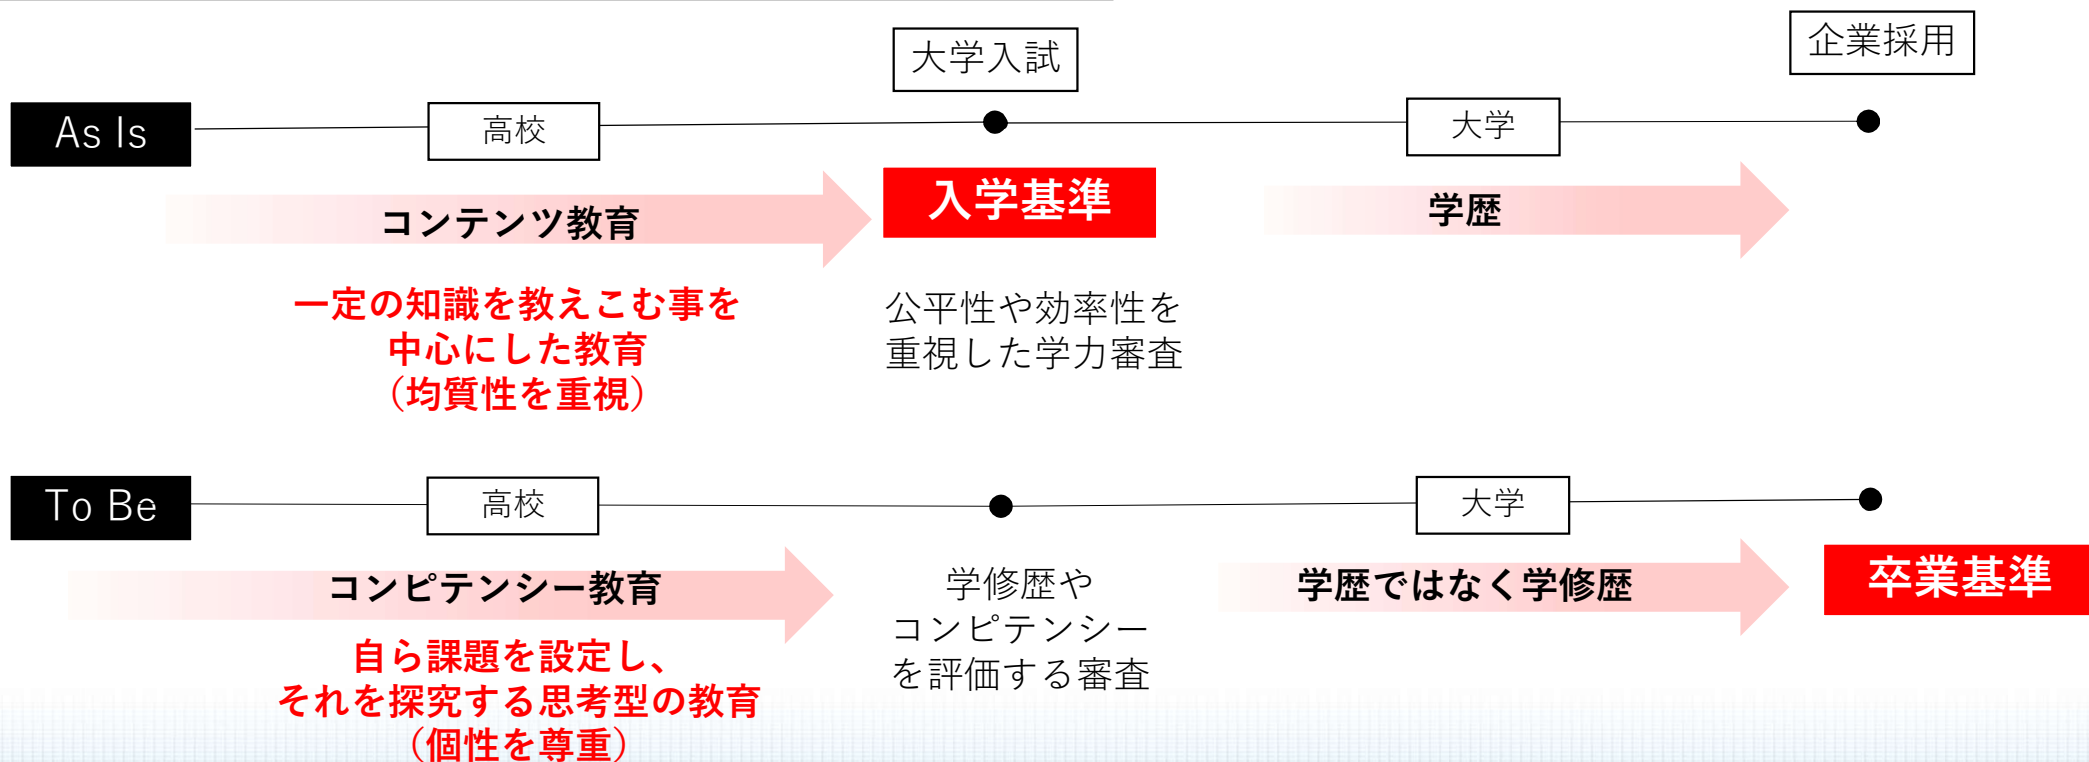 大学入試
企業採用
As Is
高校
大学
コンテンツ教育
入学基準
学歴
一定の知識を教えこむ事を
中心にした教育
（均質性を重視）
公平性や効率性を
重視した学力審査
To Be
高校
大学
コンピテンシー教育
学歴ではなく学修歴
卒業基準
自ら課題を設定し、
それを探究する思考型の教育
（個性を尊重）
学修歴や
コンピテンシー
を評価する審査